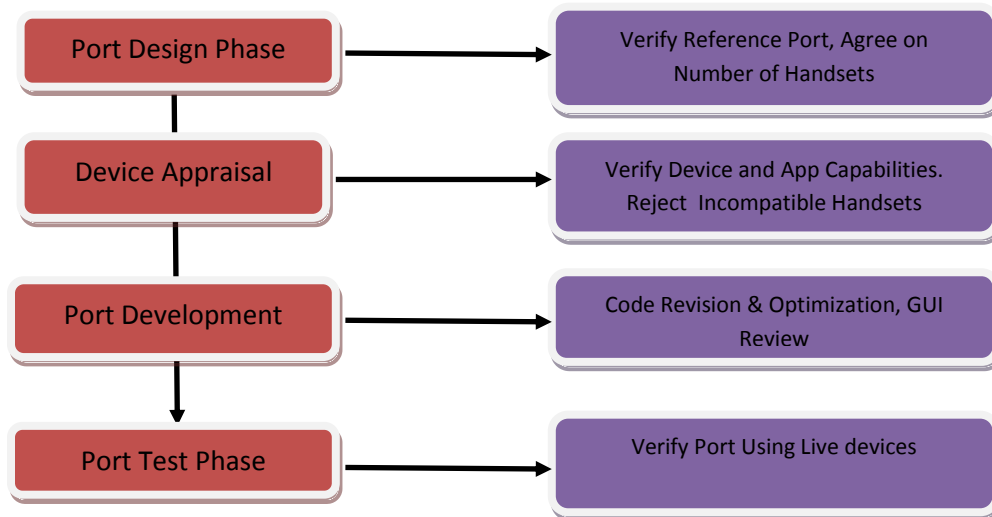 Port Design Phase
Verify Reference Port, Agree on
Number of Handsets
Device Appraisal
Verify Device and App Capabilities.
Reject Incompatible Handsets
Port Development
Code Revision & Optimization, GUI
Review
Port Test Phase
Verify Port Using Live devices